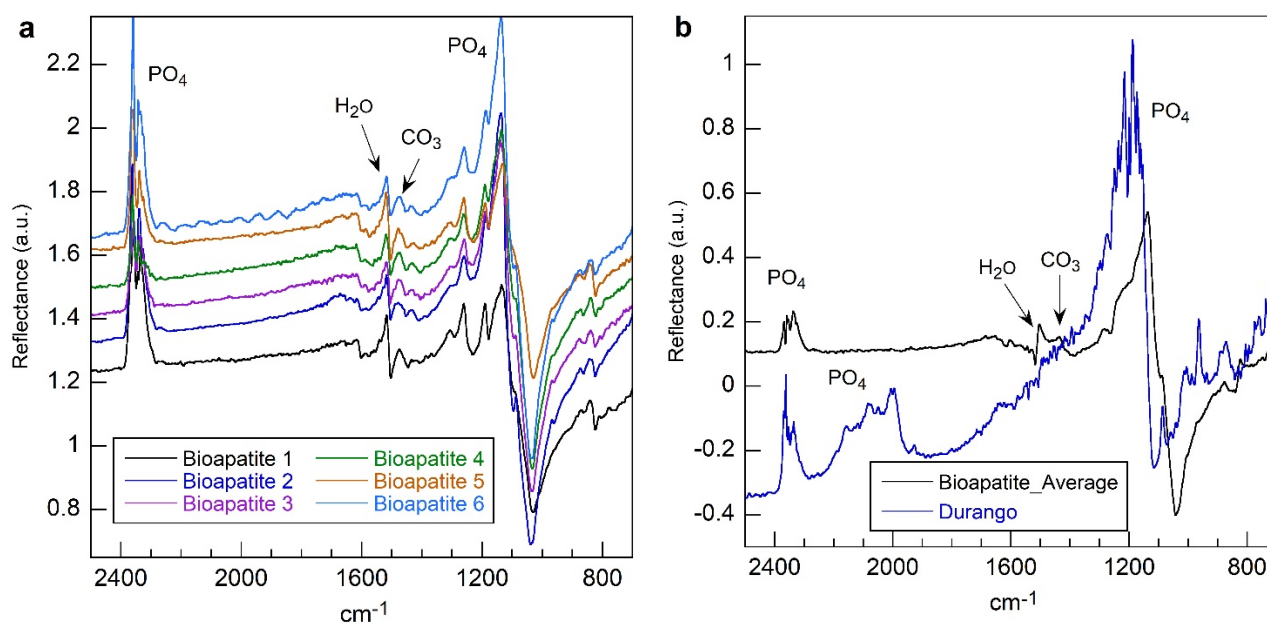 a
PO4
PO4
H2O
CO3
2.2
2
1.8
1.6
1.4
1.2
1
0.8
Reflectance (a.u.)
Bioapatite 1
Bioapatite 4
Bioapatite 2
Bioapatite 5
Bioapatite 3
Bioapatite 6
2400 2000 1600 1200 800
cm-1
b
PO4
H2O
CO3
PO4
PO4
1
0.8
0.6
0.4
0.2
0
-0.2
-0.4
Reflectance (a.u.)
Bioapatite_Average
Durango
2400 2000 1600 1200 800
cm-1